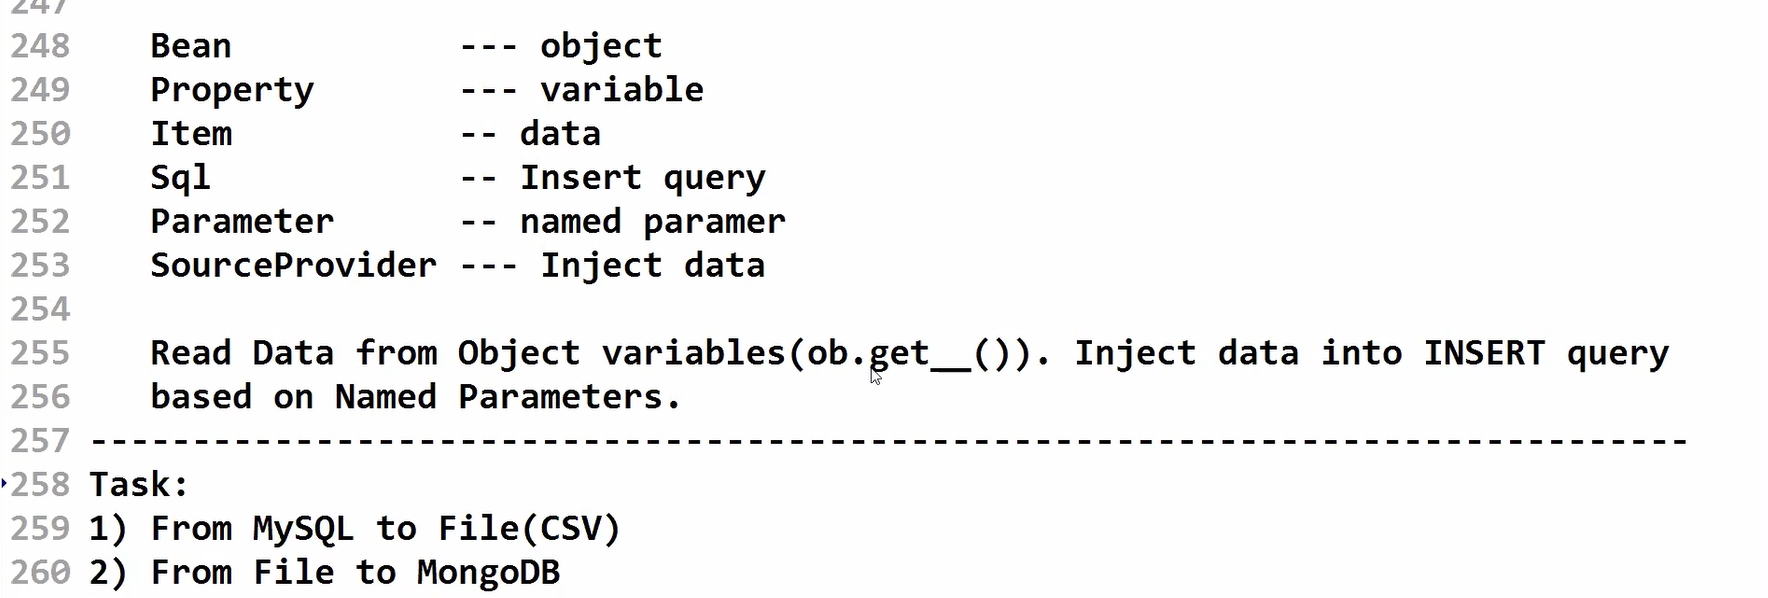 247
248 Bean --- object
249 Property --- variable
250 Item -- data
251 Sql -- Insert query
252 Parameter -- named paramer
253 SourceProvider --- Inject data
254
255 Read Data from Object variables(ob.get__()). Inject data into INSERT query
256 based on Named Parameters.
257 -------------------------------------------------------------------------------
258 Task:
259 1) From MySQL to File(CSV)
260 2) From File to MongoDB